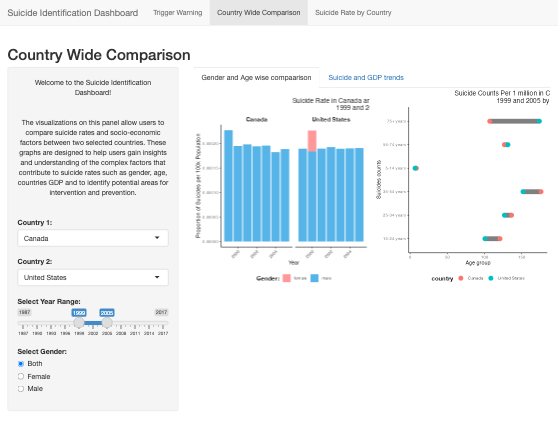 Suicide Identification Dashboard
Trigger Warning
Country Wide Comparison
Suicide Rate by Country
Country Wide Comparison
Welcome to the Suicide Identification
Dashboard!
The visualizations on this panel allow users to
compare suicide rates and socio-economic
factors between two selected countries. These
graphs are designed to help users gain insights
and understanding of the complex factors that
contribute to suicide rates such as gender, age,
countries GDP and to identify potential areas for
intervention and prevention.
Country 1:
Canada
Country 2:
United States
Select Year Range:
1987
1999
2005
2017
1987 1990 1993 1996 1999 2002 2005 2008 2011 2014 2017
Select Gender:
Both
Female
Male
Gender and Age wise compaarison
Suicide and GDP trends
Suicide Rate in Canada ar
1999 and 2
Canada
United States
Proportion of Suicides per 100k Population
Year
Gender:
female
males
Suicide Counts Per 1 million in C
1999 and 2005 by
Suicides counts
75+ years
55-74 years
5-14 years
35-54 years
25-34 years
15-24 years
0 50 100 150
Age group
country
Canada
United States